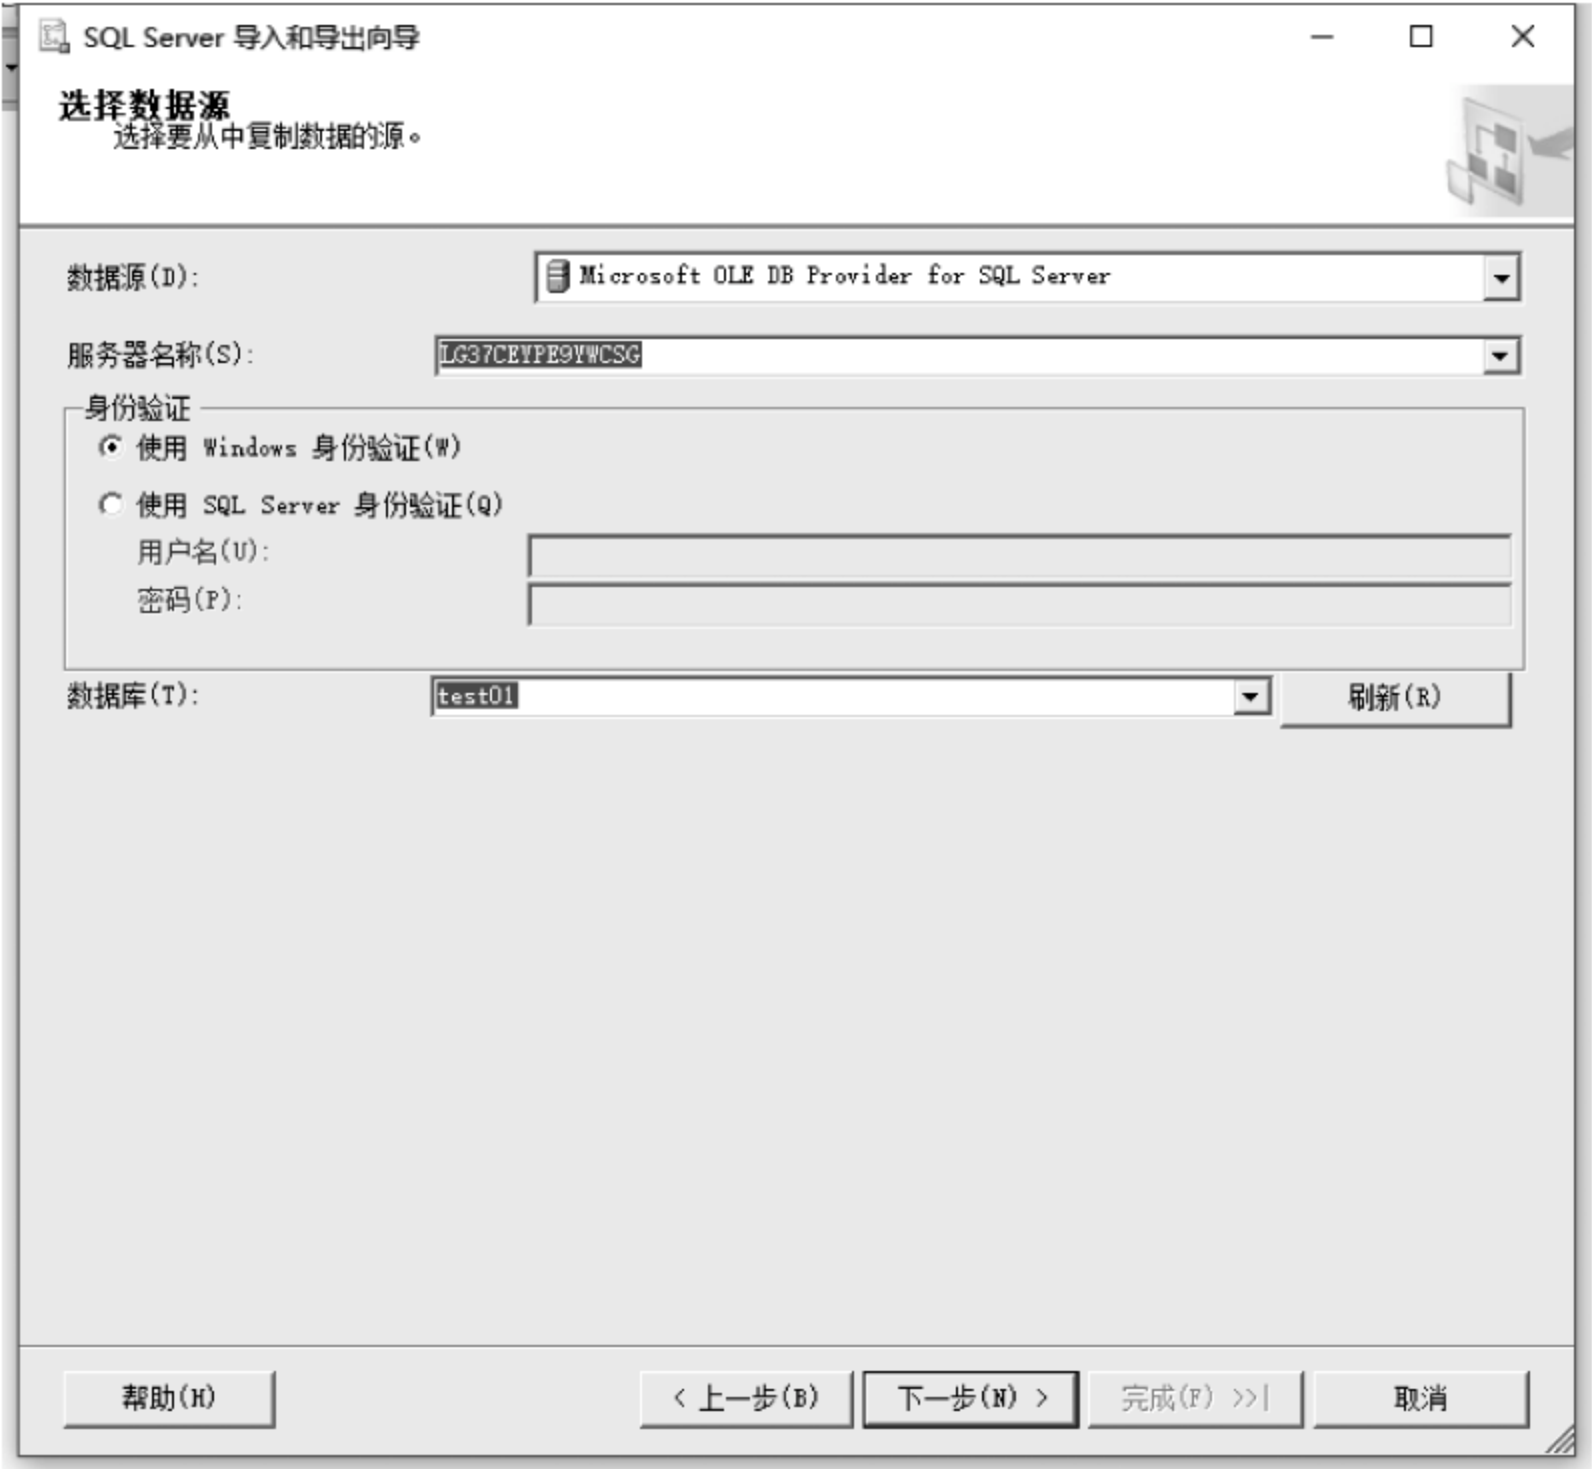 SQL Server 导入和导出向导
选择数据源
选择要从中复制数据的源。
数据源(D): Microsoft OLE DB Provider for SQL Server
服务器名称(S): LG37CEYPE9YWCSG
身份验证
使用 Windows 身份验证(W)
使用 SQL Server 身份验证(Q)
用户名(U):
密码(P):
数据库(T): test01 刷新(R)
帮助(H) < 上一步(B) 下一步(N) > 完成(F) >>| 取消